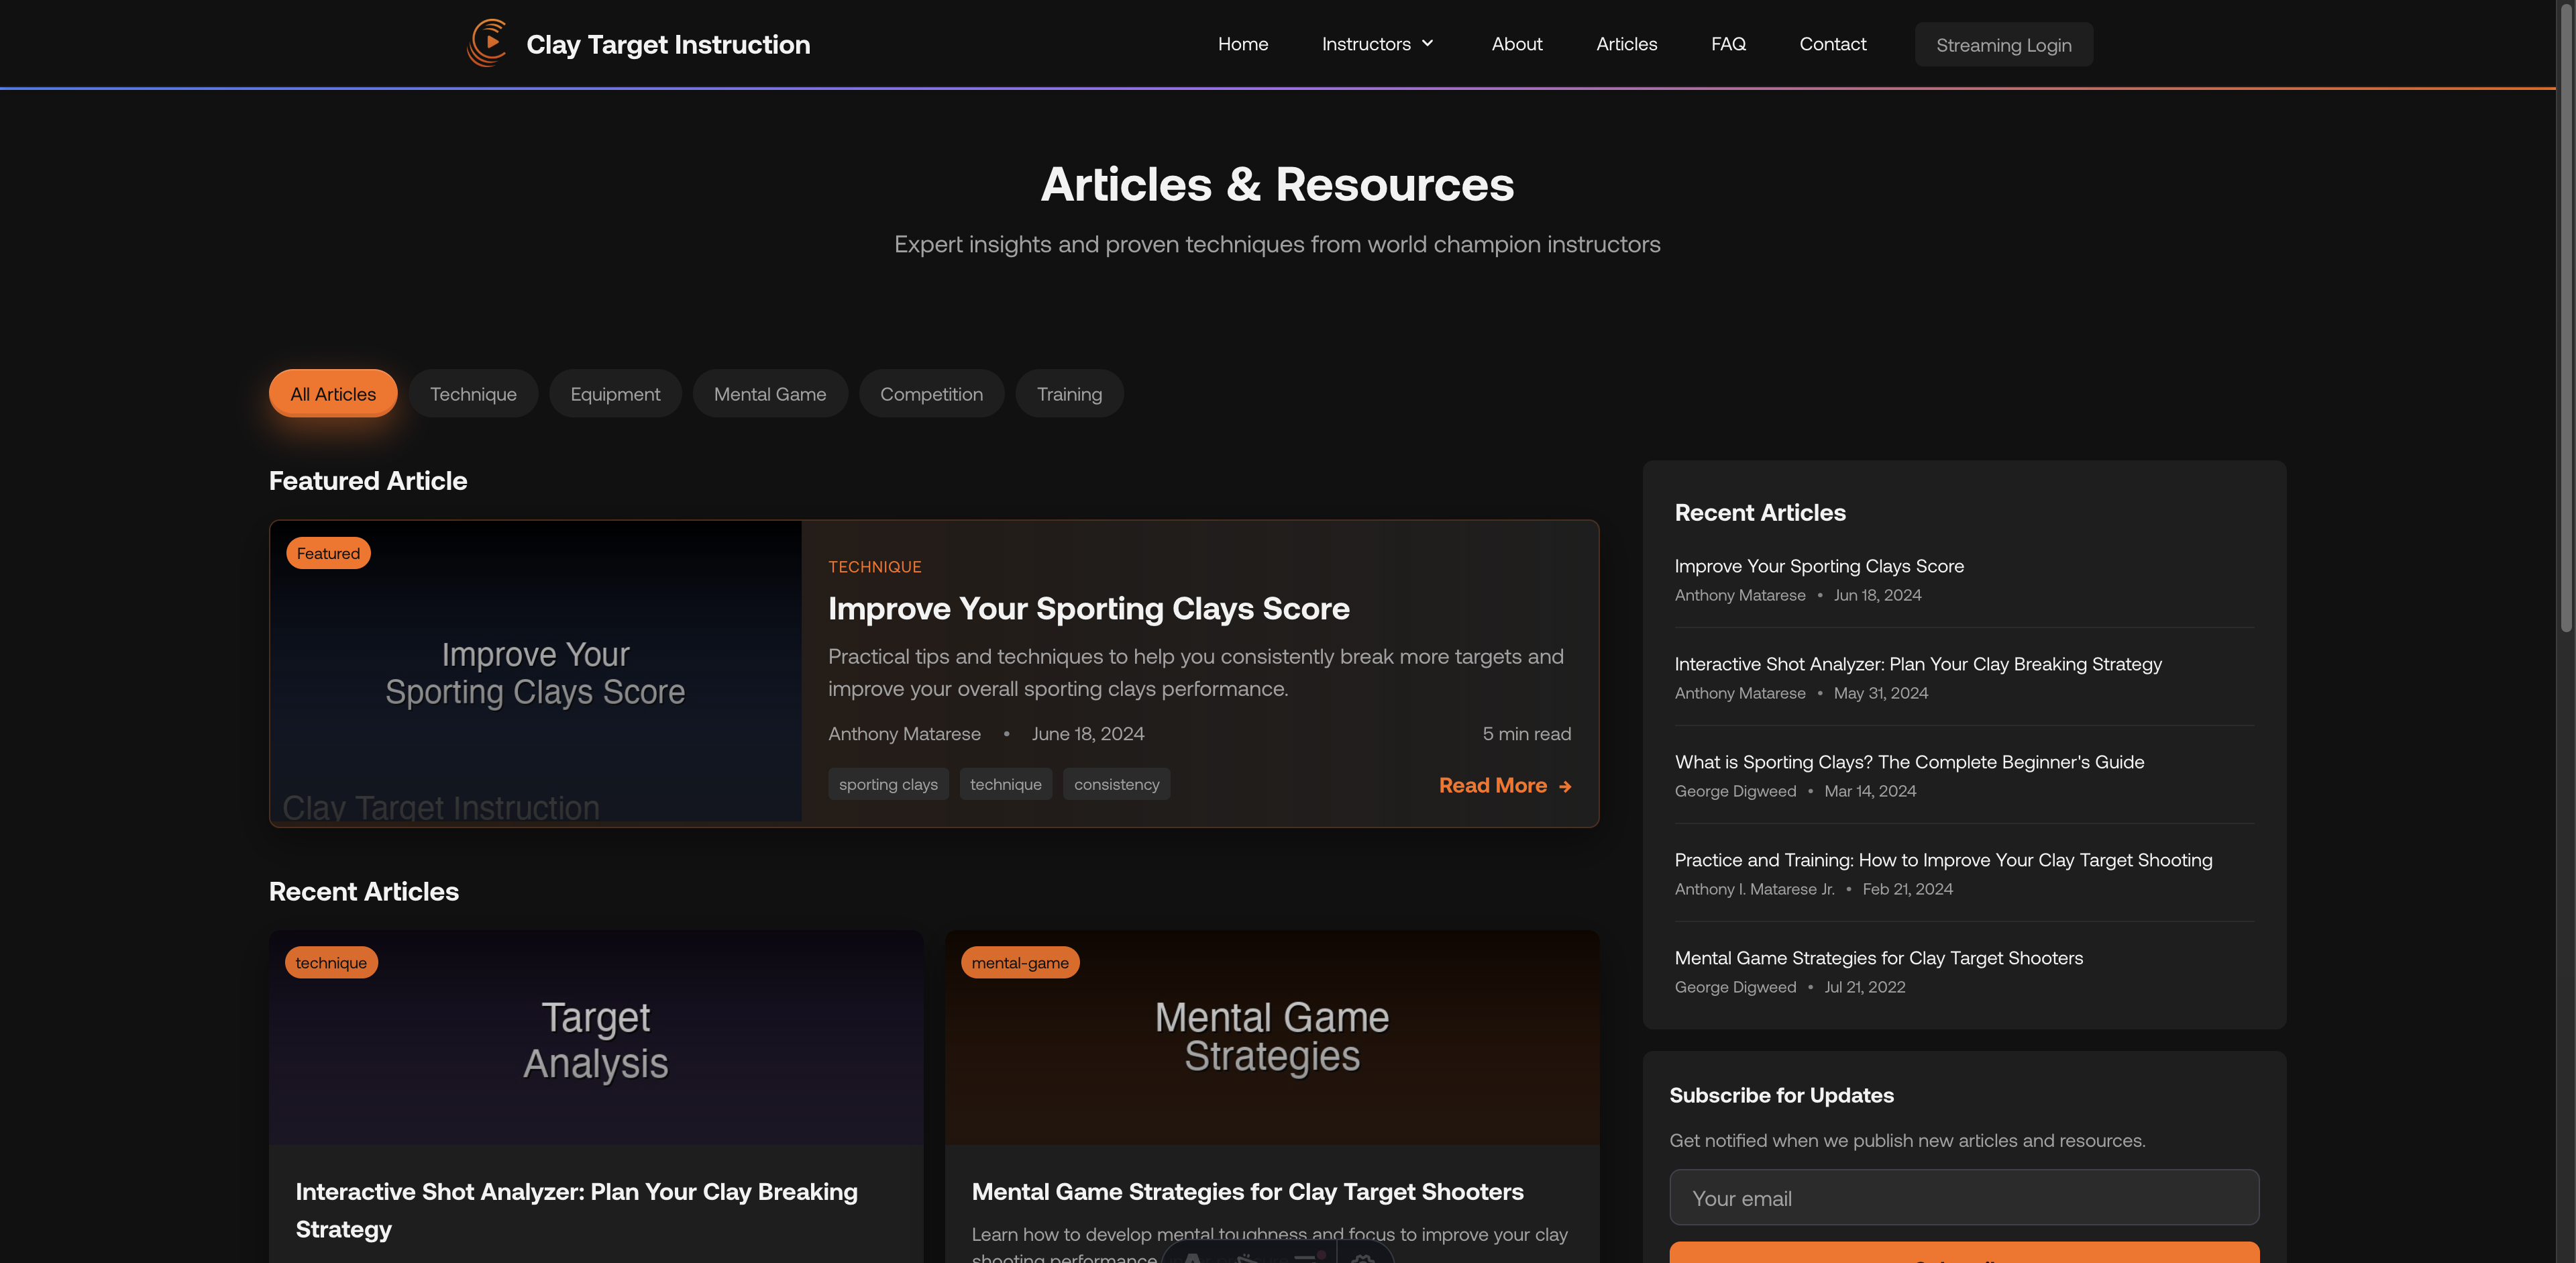 Clay Target Instruction
Home
Instructors
About
Articles
FAQ
Contact
Streaming Login
Articles & Resources
Expert insights and proven techniques from world champion instructors
All Articles
Technique
Equipment
Mental Game
Competition
Training
Featured Article
Featured
Improve Your
Sporting Clays Score
Clay Target Instruction
TECHNIQUE
Improve Your Sporting Clays Score
Practical tips and techniques to help you consistently break more targets and
improve your overall sporting clays performance.
Anthony Matarese • June 18, 2024
5 min read
sporting clays
technique
consistency
Read More →
Recent Articles
technique
Target
Analysis
Interactive Shot Analyzer: Plan Your Clay Breaking
Strategy
mental-game
Mental Game
Strategies
Mental Game Strategies for Clay Target Shooters
Learn how to develop mental toughness and focus to improve your clay
shooting performance
Recent Articles
Improve Your Sporting Clays Score
Anthony Matarese • Jun 18, 2024
Interactive Shot Analyzer: Plan Your Clay Breaking Strategy
Anthony Matarese • May 31, 2024
What is Sporting Clays? The Complete Beginner's Guide
George Digweed • Mar 14, 2024
Practice and Training: How to Improve Your Clay Target Shooting
Anthony I. Matarese Jr. • Feb 21, 2024
Mental Game Strategies for Clay Target Shooters
George Digweed • Jul 21, 2022
Subscribe for Updates
Get notified when we publish new articles and resources.
Your email